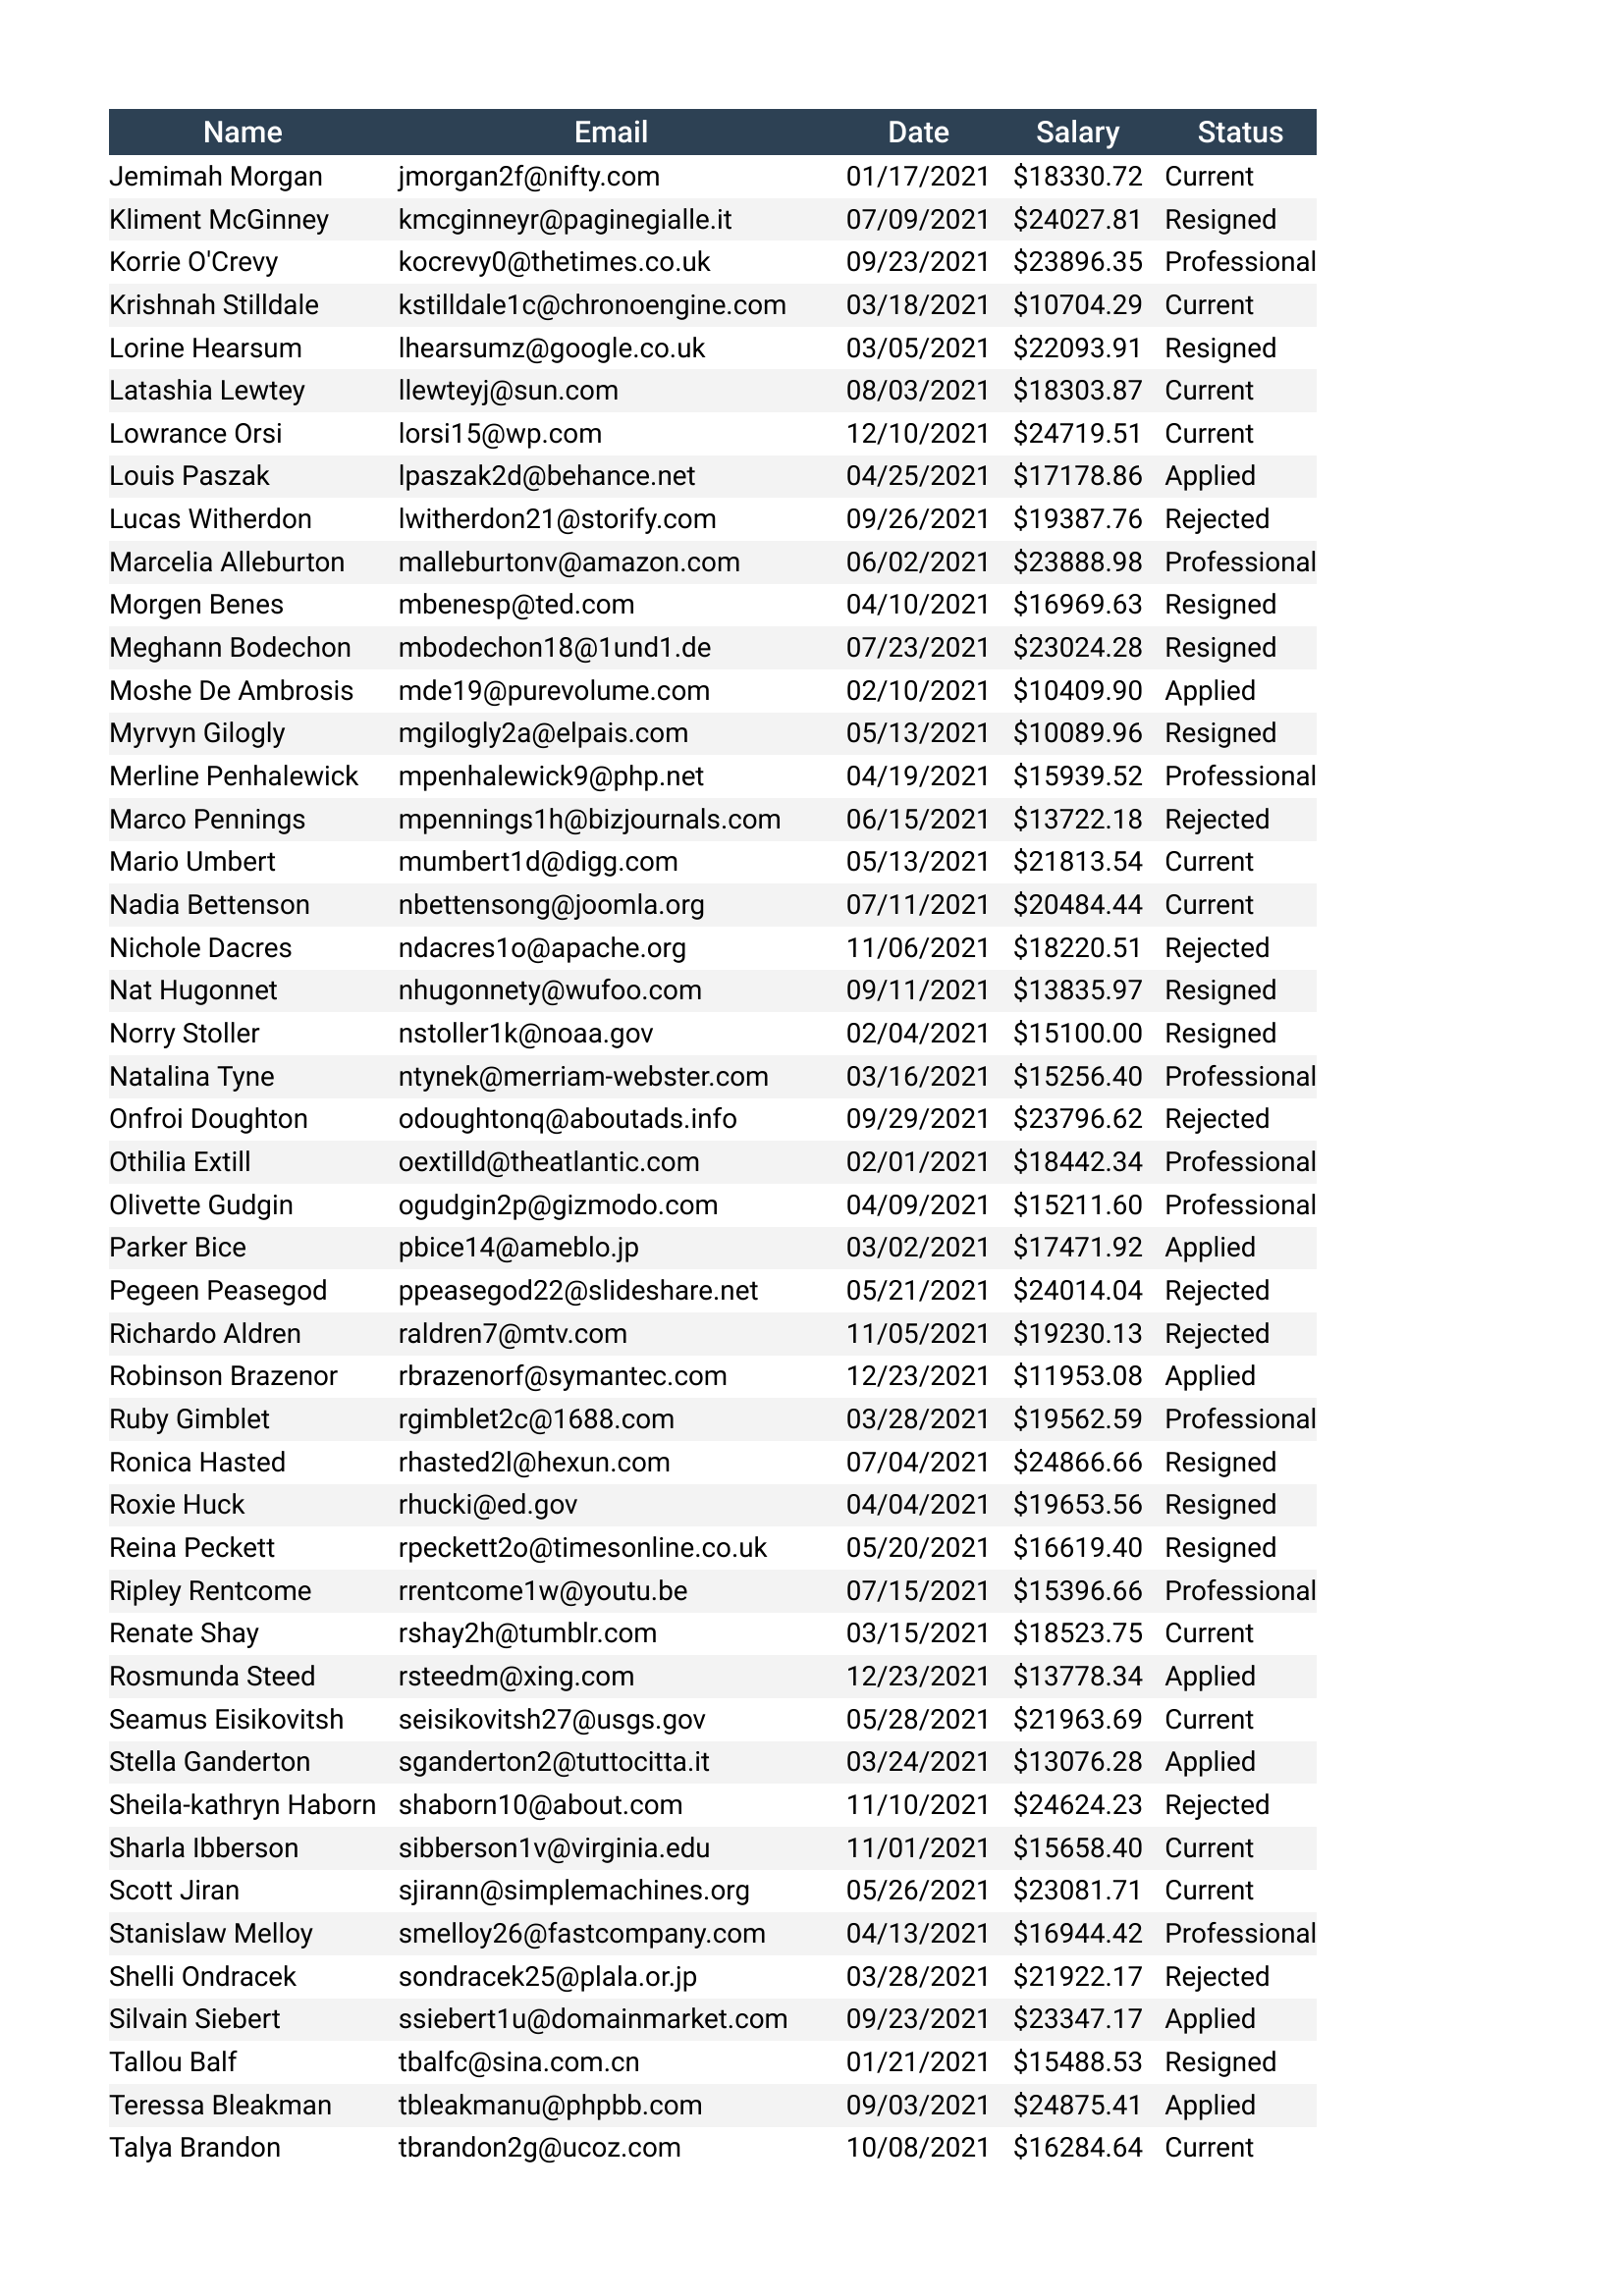 Name Email Date Salary Status
Jemimah Morgan jmorgan2f@nifty.com 01/17/2021 $18330.72 Current
Kliment McGinney kmcginneyr@paginegialle.it 07/09/2021 $24027.81 Resigned
Korrie O'Crevy kocrevy0@thetimes.co.uk 09/23/2021 $23896.35 Professional
Krishnah Stilldale kstilldale1c@chronoengine.com 03/18/2021 $10704.29 Current
Lorine Hearsum lhearsumz@google.co.uk 03/05/2021 $22093.91 Resigned
Latashia Lewtey llewteyj@sun.com 08/03/2021 $18303.87 Current
Lowrance Orsi lorsi15@wp.com 12/10/2021 $24719.51 Current
Louis Paszak lpaszak2d@behance.net 04/25/2021 $17178.86 Applied
Lucas Witherdon lwitherdon21@storify.com 09/26/2021 $19387.76 Rejected
Marcelia Alleburton malleburtonv@amazon.com 06/02/2021 $23888.98 Professional
Morgen Benes mbenesp@ted.com 04/10/2021 $16969.63 Resigned
Meghann Bodechon mbodechon18@1und1.de 07/23/2021 $23024.28 Resigned
Moshe De Ambrosis mde19@purevolume.com 02/10/2021 $10409.90 Applied
Myrvyn Gilogly mgilogly2a@elpais.com 05/13/2021 $10089.96 Resigned
Merline Penhalewick mpenhalewick9@php.net 04/19/2021 $15939.52 Professional
Marco Pennings mpennings1h@bizjournals.com 06/15/2021 $13722.18 Rejected
Mario Umbert mumbert1d@digg.com 05/13/2021 $21813.54 Current
Nadia Bettenson nbettensong@joomla.org 07/11/2021 $20484.44 Current
Nichole Dacres ndacres1o@apache.org 11/06/2021 $18220.51 Rejected
Nat Hugonnet nhugonnety@wufoo.com 09/11/2021 $13835.97 Resigned
Norry Stoller nstoller1k@noaa.gov 02/04/2021 $15100.00 Resigned
Natalina Tyne ntynek@merriam-webster.com 03/16/2021 $15256.40 Professional
Onfroi Doughton odoughtonq@aboutads.info 09/29/2021 $23796.62 Rejected
Othilia Extill oextilld@theatlantic.com 02/01/2021 $18442.34 Professional
Olivette Gudgin ogudgin2p@gizmodo.com 04/09/2021 $15211.60 Professional
Parker Bice pbice14@ameblo.jp 03/02/2021 $17471.92 Applied
Pegeen Peasegod ppeasegod22@slideshare.net 05/21/2021 $24014.04 Rejected
Richardo Aldren raldren7@mtv.com 11/05/2021 $19230.13 Rejected
Robinson Brazenor rbrazenorf@symantec.com 12/23/2021 $11953.08 Applied
Ruby Gimblet rgimblet2c@1688.com 03/28/2021 $19562.59 Professional
Ronica Hasted rhasted2l@hexun.com 07/04/2021 $24866.66 Resigned
Roxie Huck rhucki@ed.gov 04/04/2021 $19653.56 Resigned
Reina Peckett rpeckett2o@timesonline.co.uk 05/20/2021 $16619.40 Resigned
Ripley Rentcome rrentcome1w@youtu.be 07/15/2021 $15396.66 Professional
Renate Shay rshay2h@tumblr.com 03/15/2021 $18523.75 Current
Rosmunda Steed rsteedm@xing.com 12/23/2021 $13778.34 Applied
Seamus Eisikovitsh seisikovitsh27@usgs.gov 05/28/2021 $21963.69 Current
Stella Ganderton sganderton2@tuttocitta.it 03/24/2021 $13076.28 Applied
Sheila-kathryn Haborn shaborn10@about.com 11/10/2021 $24624.23 Rejected
Sharla Ibberson sibberson1v@virginia.edu 11/01/2021 $15658.40 Current
Scott Jiran sjirann@simplemachines.org 05/26/2021 $23081.71 Current
Stanislaw Melloy smelloy26@fastcompany.com 04/13/2021 $16944.42 Professional
Shelli Ondracek sondracek25@plala.or.jp 03/28/2021 $21922.17 Rejected
Silvain Siebert ssiebert1u@domainmarket.com 09/23/2021 $23347.17 Applied
Tallou Balf tbalfc@sina.com.cn 01/21/2021 $15488.53 Resigned
Teressa Bleakman tbleakmanu@phpbb.com 09/03/2021 $24875.41 Applied
Talya Brandon tbrandon2g@ucoz.com 10/08/2021 $16284.64 Current